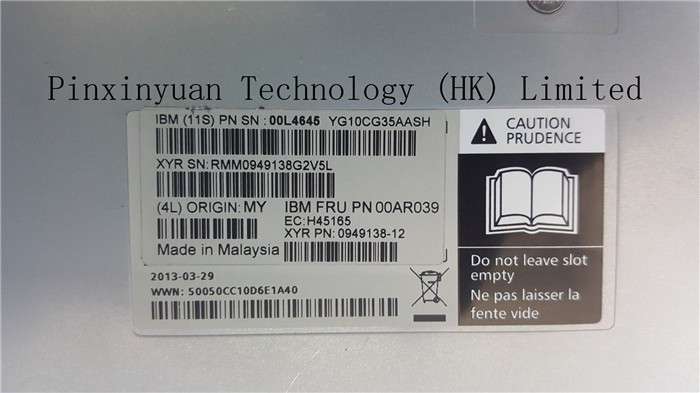 Pinxinyuan Technology (HK) Limited
IBM (11S) PN SN : 00L4645 YG10CG35AASH
XYR SN: RMM0949138G2V5L
(4L) ORIGIN: MY IBM FRU PN 00AR039
EC: H45165
XYR PN: 0949138-12
Made in Malaysia
2013-03-29
WWN: 50050CC10D6E1A40
CAUTION
PRUDENCE
Do not leave slot
empty
Ne pas laisser la
fente vide